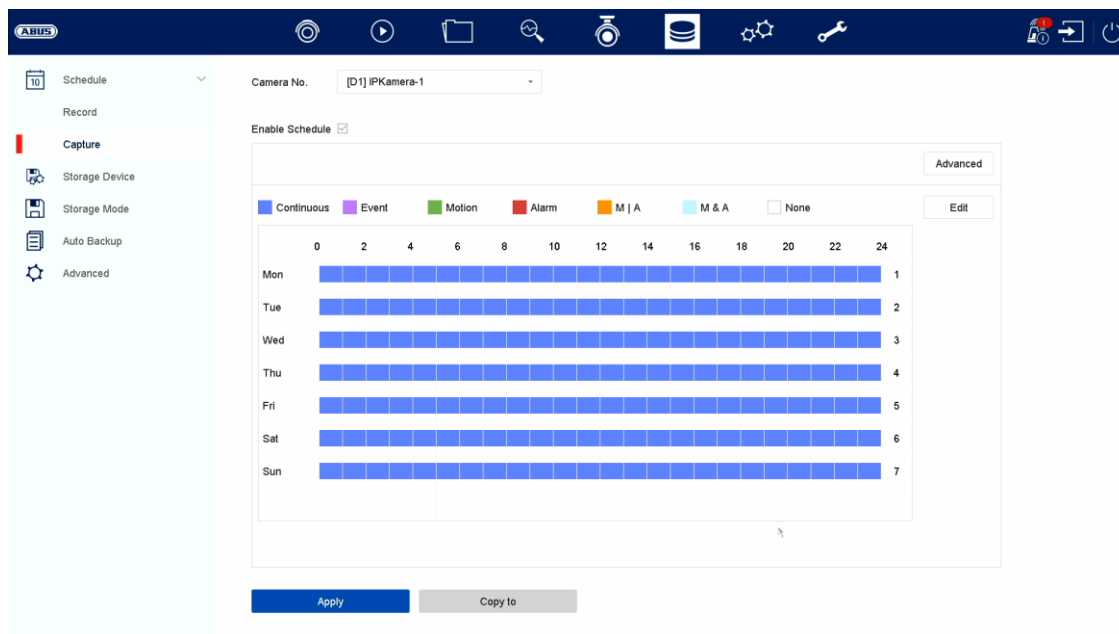 ABUS
1
10 Schedule
Record
Capture
Storage Device
Storage Mode
Auto Backup
Advanced
Camera No. [D1] IPKamera-1
Enable Schedule
Advanced
Continuous Event Motion Alarm M | A M & A None Edit
0 2 4 6 8 10 12 14 16 18 20 22 24
Mon 1
Tue 2
Wed 3
Thu 4
Fri 5
Sat 6
Sun 7
Apply Copy to